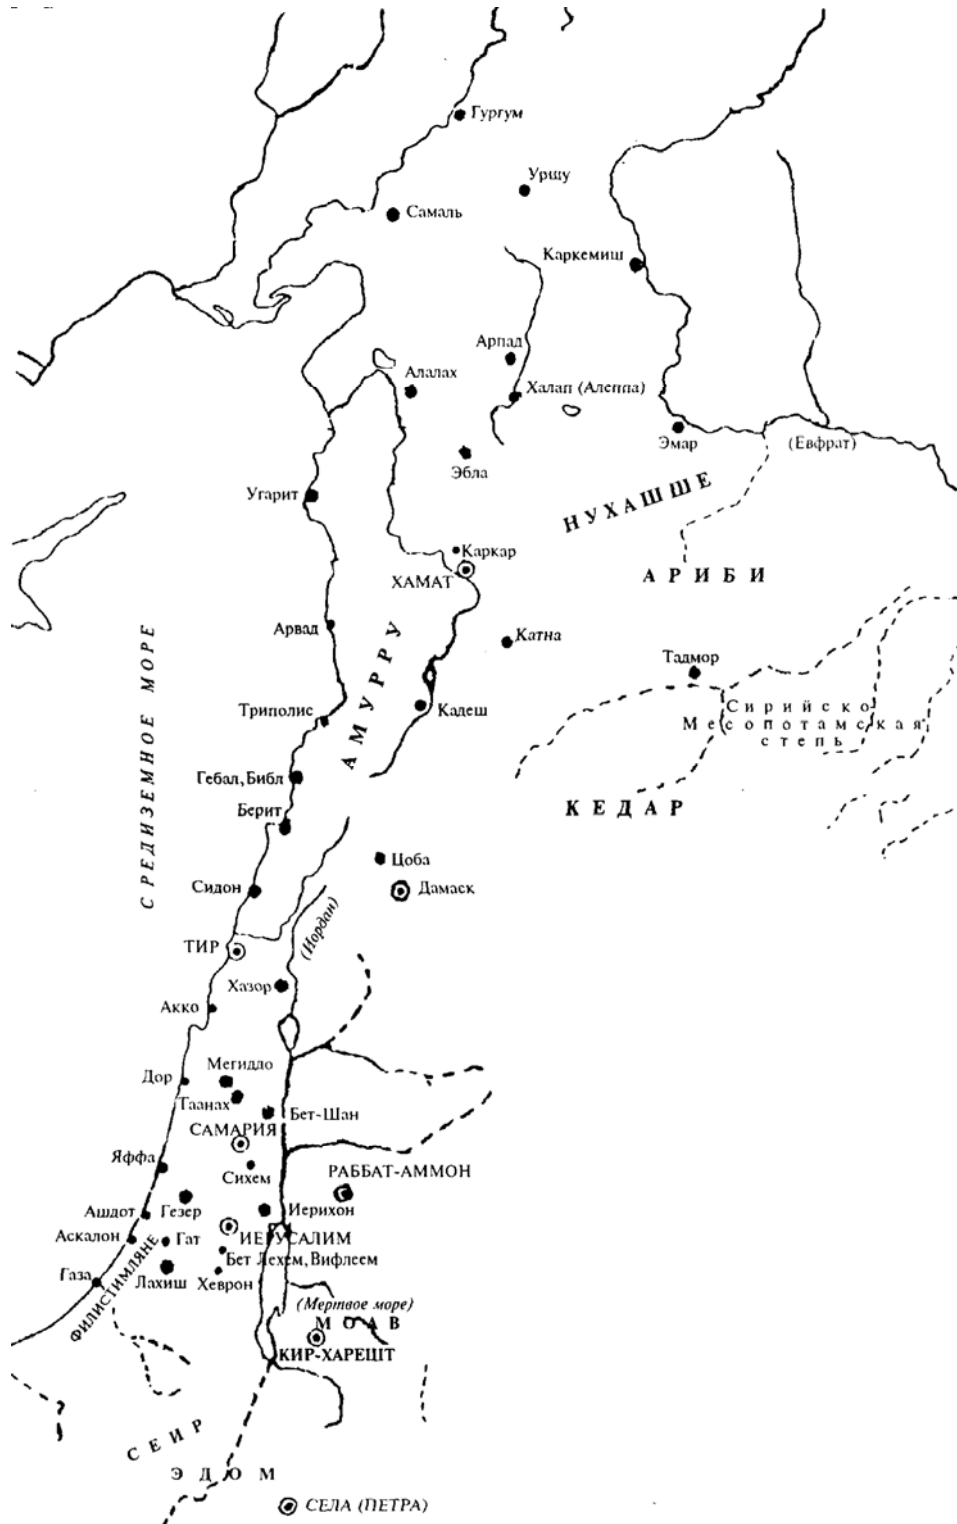 Гургум
Уршу
Самаль
Каркемиш
Арпад
Алалах
Халап (Алеппа)
Эмар
(Евфрат)
Эбла
НУХАШШЕ
Угарит
Каркар
ХАМАТ
АРИБИ
Арвад
Катна
СРЕДИЗЕМНОЕ МОРЕ
АМУРРУ
Тадмор
Кадеш
Сирийско
Месопотамская
степь
Триполис
Гебал, Библ
КЕДАР
Берит
Цоба
Сидон
Дамаск
(Иордан)
ТИР
Хазор
Акко
Мегиддо
Дор
Таанах
Бет-Шан
САМАРИЯ
Яффа
Сихем
РАББАТ-АММОН
Ашдот
Гезер
Иерихон
Аскалон
Гат
ИЕРУСАЛИМ
Бет Лехем, Вифлеем
Газа
ФИЛИСТИМЛЯНЕ
Лахиш
Хеврон
(Мертвое море)
МОАВ
КИР-ХАРЕШТ
СЕИР
ЭДОМ
СЕЛА (ПЕТРА)